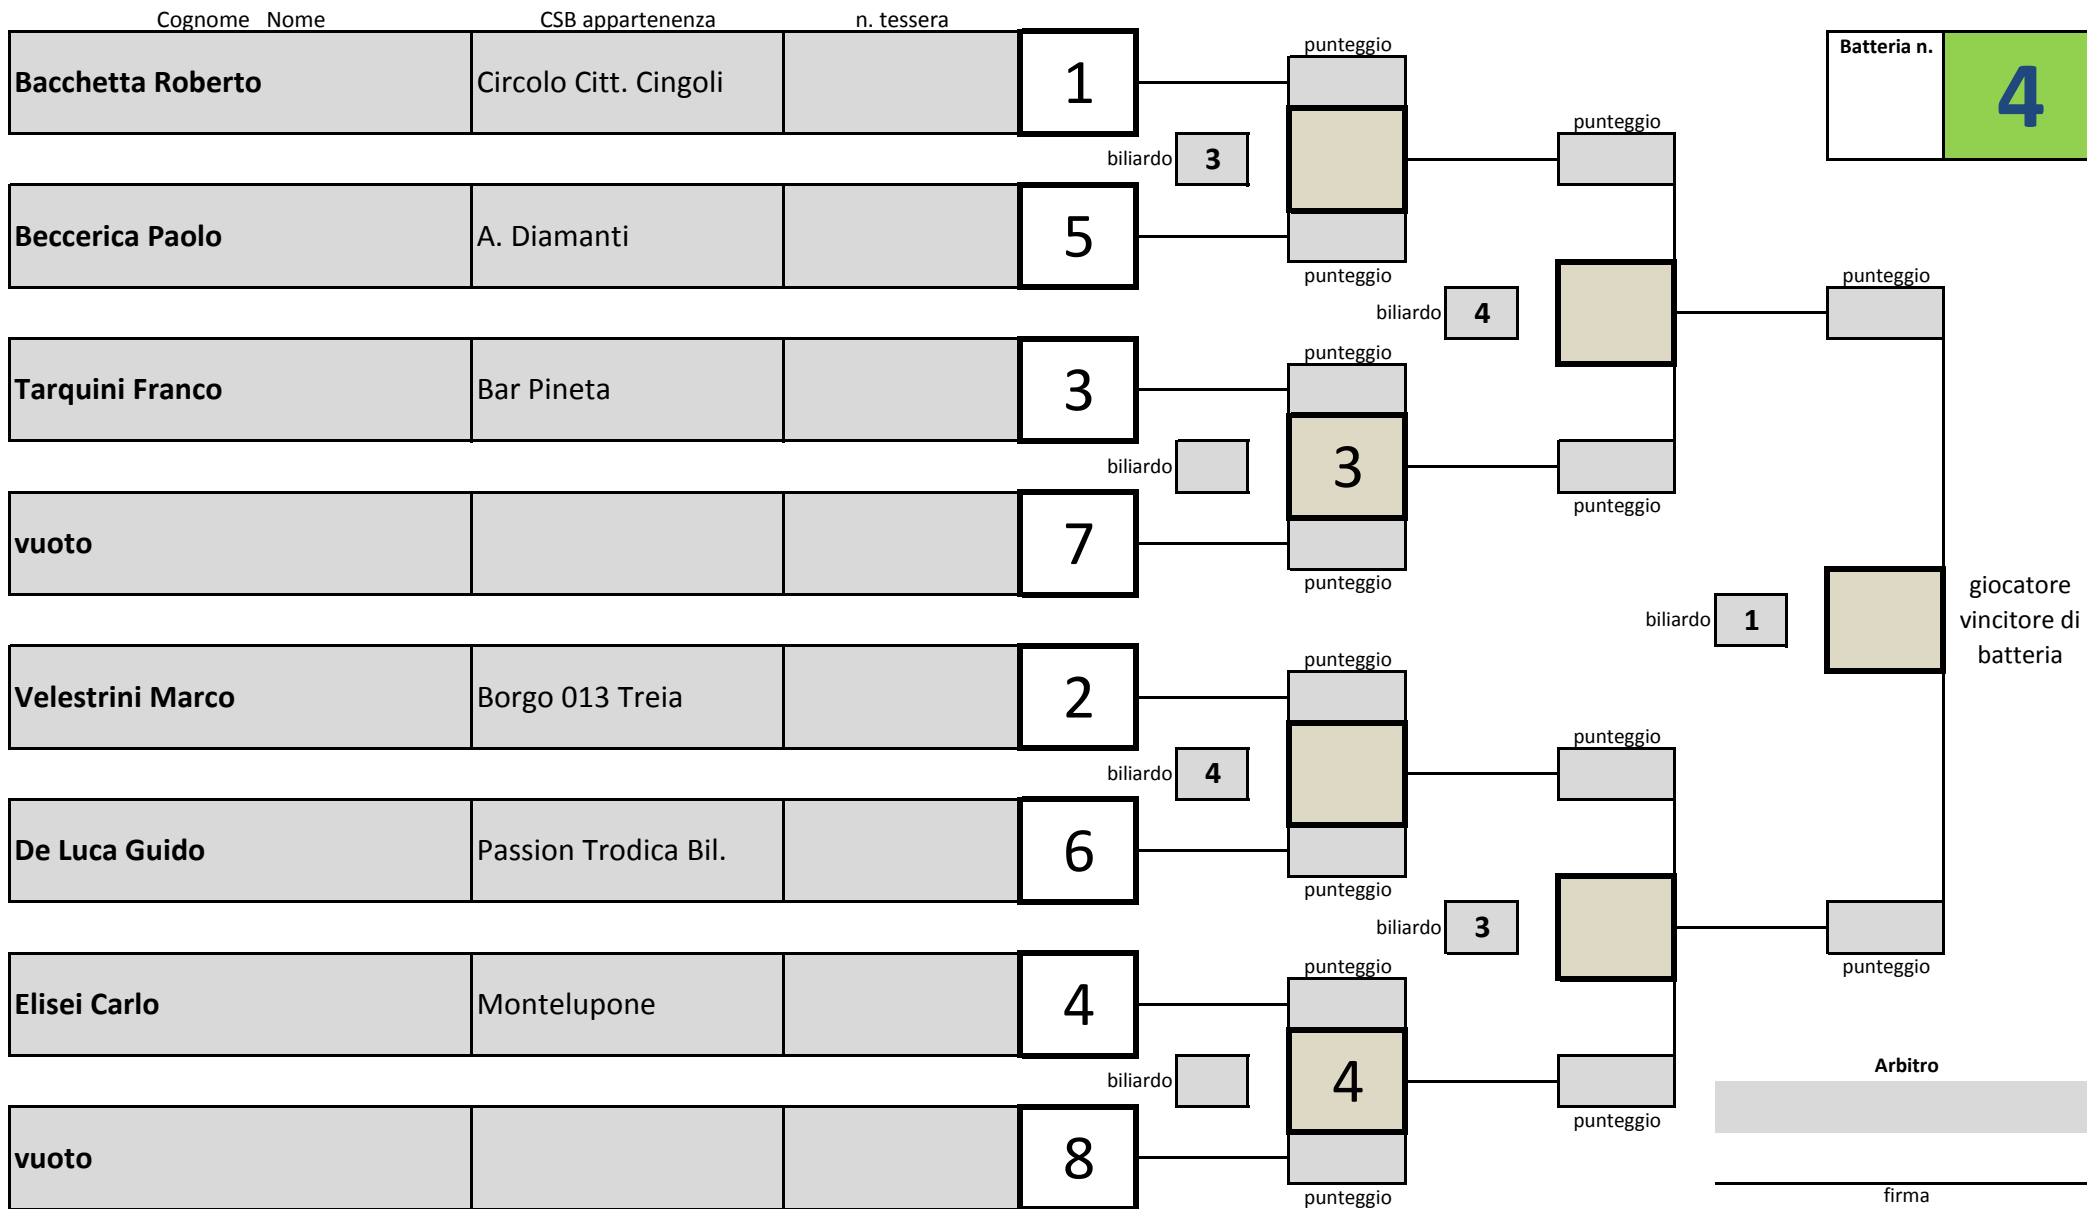 Cognome Nome CSB appartenenza n. tessera
punteggio
Batteria n. 4
Bacchetta Roberto Circolo Citt. Cingoli 1
punteggio
biliardo 3
Beccerica Paolo A. Diamanti 5
punteggio
punteggio
biliardo 4
punteggio
Tarquini Franco Bar Pineta 3
biliardo 3
punteggio
vuoto 7
punteggio
giocatore
biliardo 1 vincitore di
batteria
punteggio
Velestrini Marco Borgo 013 Treia 2
punteggio
biliardo 4
De Luca Guido Passion Trodica Bil. 6
punteggio
biliardo 3
punteggio
punteggio
Elisei Carlo Montelupone 4
Arbitro
biliardo 4
punteggio
vuoto 8
punteggio
firma